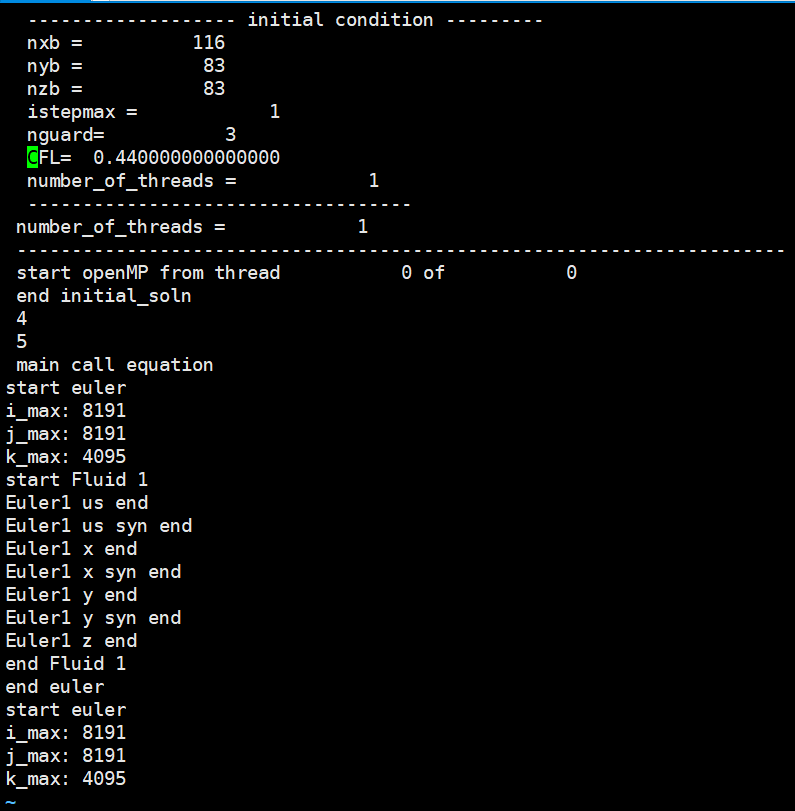 ------------------- initial condition ---------
nxb =          116
nyb =           83
nzb =           83
istepmax =            1
nguard=           3
CFL=  0.440000000000000
number_of_threads =            1
-----------------------------------
number_of_threads =            1
----------------------------------------------------------------------
start openMP from thread           0 of           0
end initial_soln
4
5
main call equation
start euler
i_max: 8191
j_max: 8191
k_max: 4095
start Fluid 1
Euler1 us end
Euler1 us syn end
Euler1 x end
Euler1 x syn end
Euler1 y end
Euler1 y syn end
Euler1 z end
end Fluid 1
end euler
start euler
i_max: 8191
j_max: 8191
k_max: 4095
~